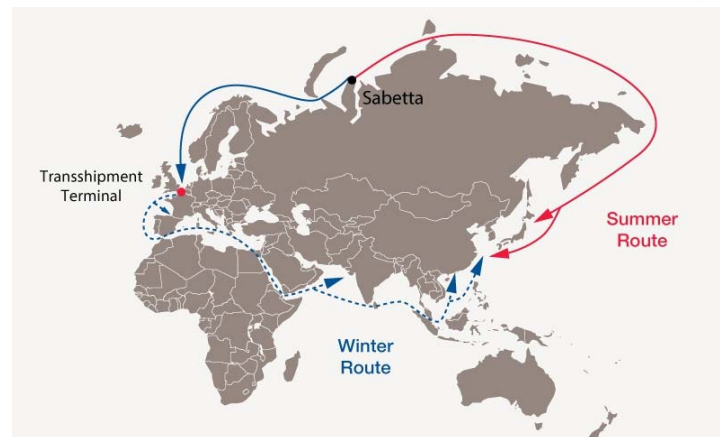 Sabetta
Transshipment
Terminal
Summer
Route
Winter
Route